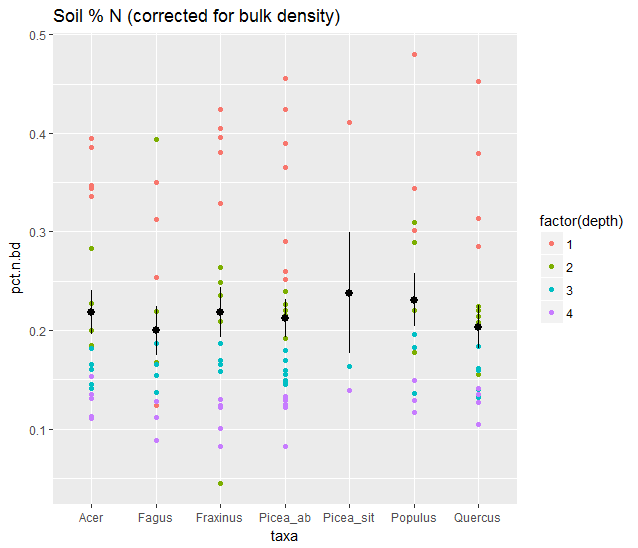 Soil % N (corrected for bulk density)
0.5
0.4
0.3
0.2
0.1
pct.n.bd
Acer Fagus Fraxinus Picea_ab Picea_sit Populus Quercus
taxa
factor(depth)
1
2
3
4